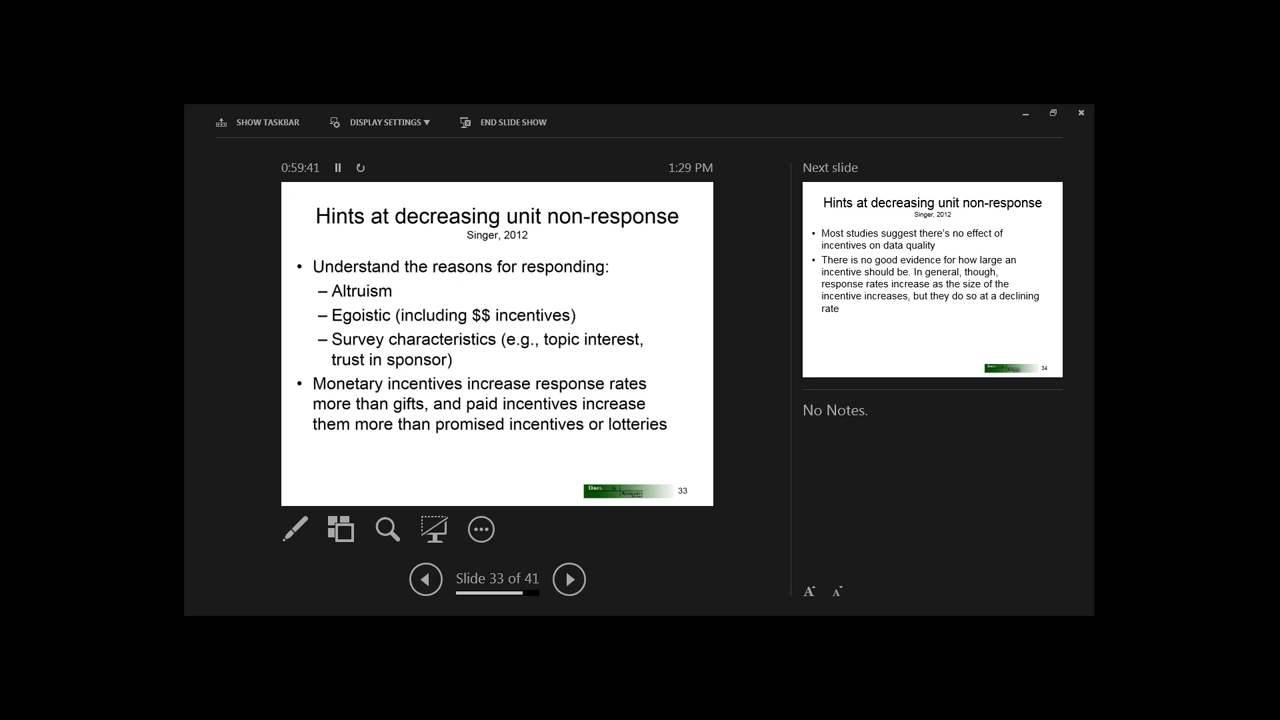 SHOW TASKBAR DISPLAY SETTINGS ▼ END SLIDE SHOW
0:59:41 1:29 PM
Hints at decreasing unit non-response
Singer, 2012
• Understand the reasons for responding:
– Altruism
– Egoistic (including $$ incentives)
– Survey characteristics (e.g., topic interest,
trust in sponsor)
• Monetary incentives increase response rates
more than gifts, and paid incentives increase
them more than promised incentives or lotteries
33
Slide 33 of 41
Next slide
Hints at decreasing unit non-response
Singer, 2012
• Most studies suggest there's no effect of
incentives on data quality
• There is no good evidence for how large an
incentive should be. In general, though,
response rates increase as the size of the
incentive increases, but they do so at a declining
rate
34
No Notes.
A A